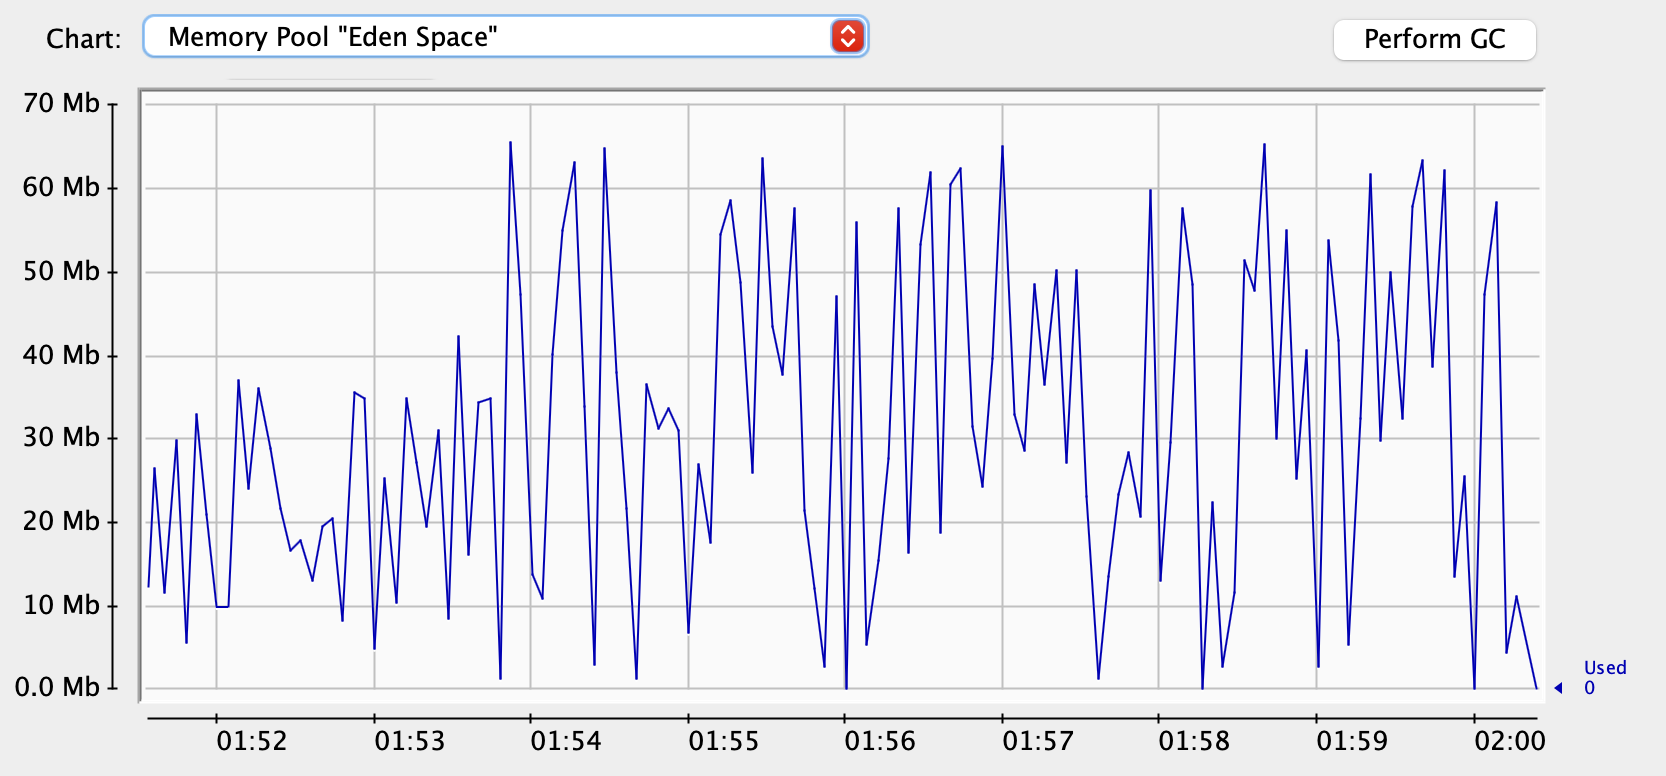 Chart: Memory Pool "Eden Space" Perform GC
70 Mb
60 Mb
50 Mb
40 Mb
30 Mb
20 Mb
10 Mb
0.0 Mb
Used
0
01:52 01:53 01:54 01:55 01:56 01:57 01:58 01:59 02:00